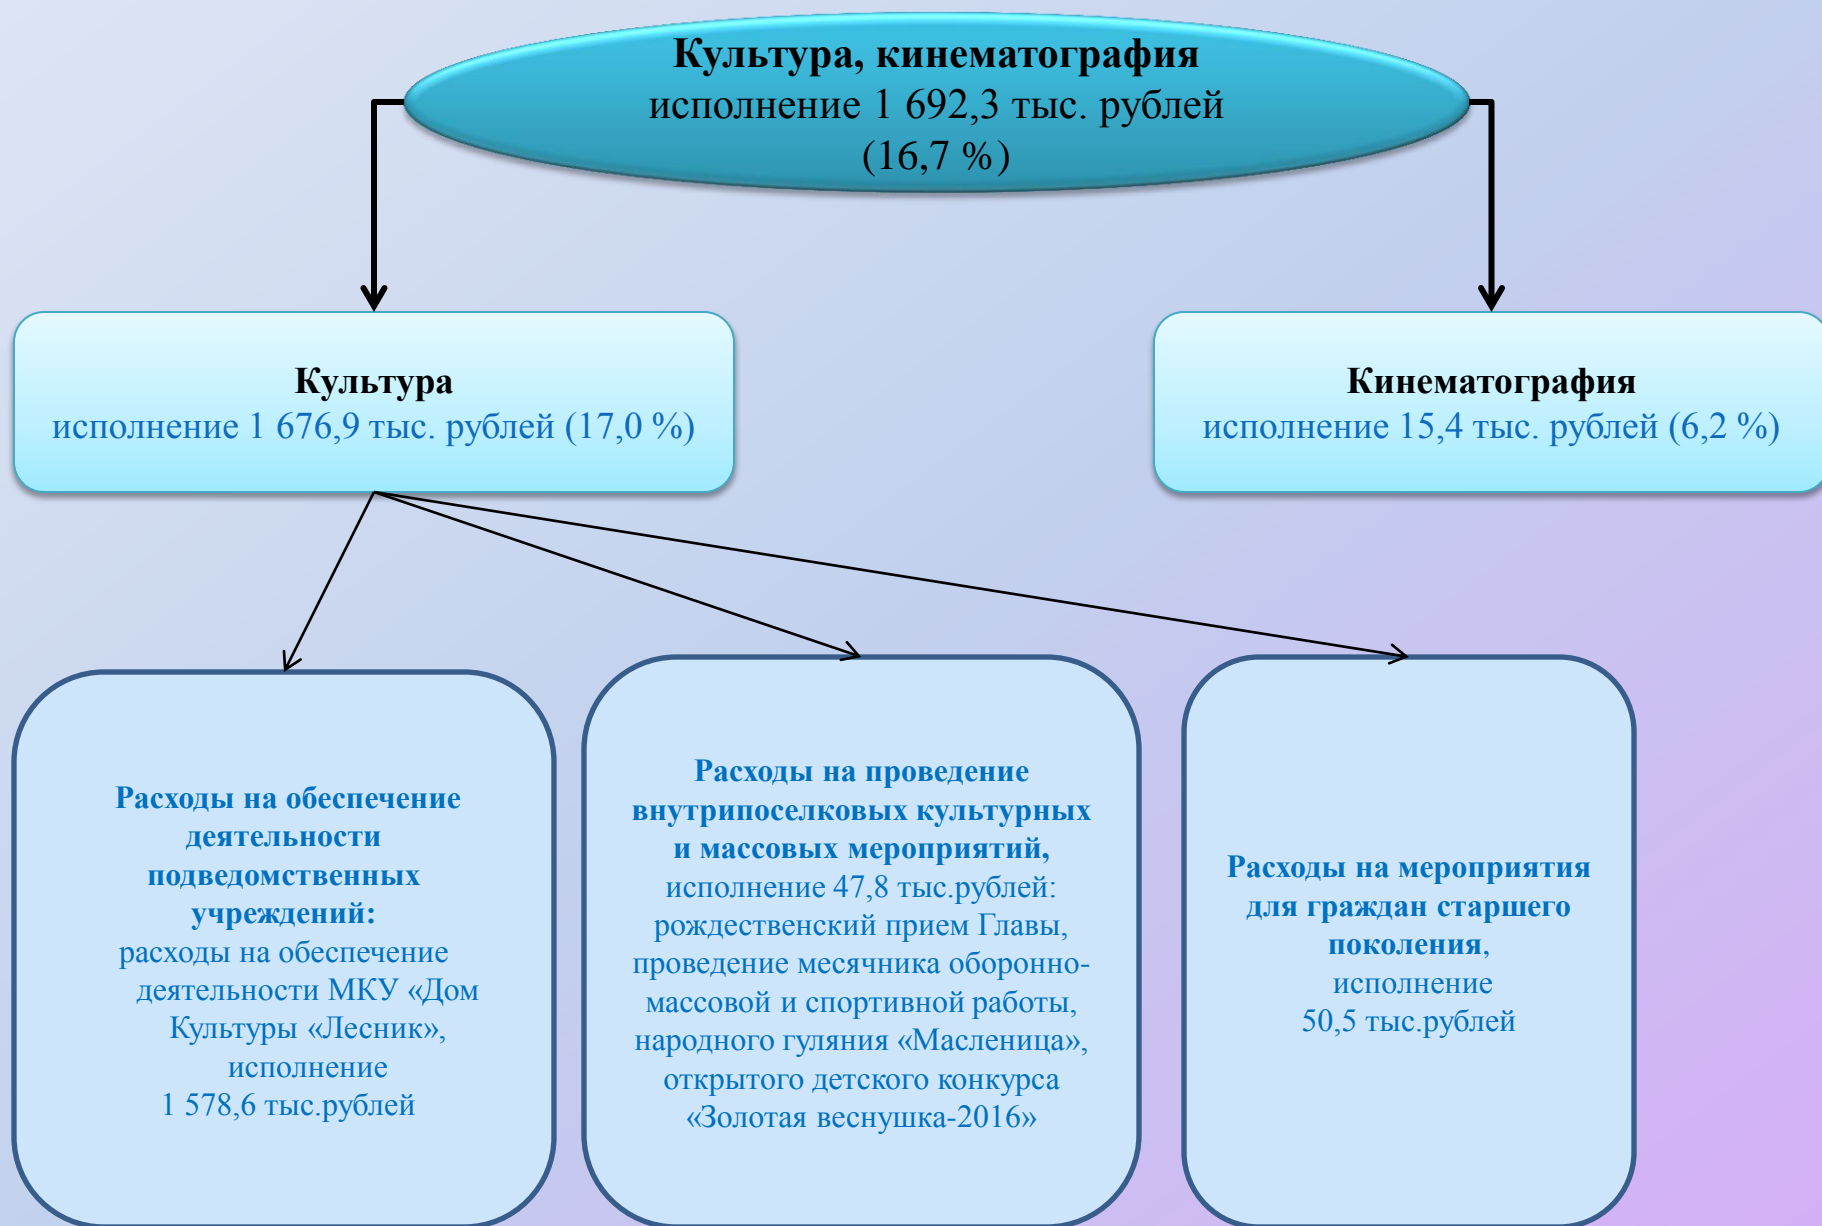 Культура, кинематография
исполнение 1 692,3 тыс. рублей
(16,7 %)
Культура
исполнение 1 676,9 тыс. рублей (17,0 %)
Кинематография
исполнение 15,4 тыс. рублей (6,2 %)
Расходы на обеспечение
деятельности
подведомственных
учреждений:
расходы на обеспечение
деятельности МКУ «Дом
Культуры «Лесник»,
исполнение
1 578,6 тыс.рублей
Расходы на проведение
внутрипоселковых культурных
и массовых мероприятий,
исполнение 47,8 тыс.рублей:
рождественский прием Главы,
проведение месячника оборонно-
массовой и спортивной работы,
народного гуляния «Масленица»,
открытого детского конкурса
«Золотая веснушка-2016»
Расходы на мероприятия
для граждан старшего
поколения,
исполнение
50,5 тыс.рублей